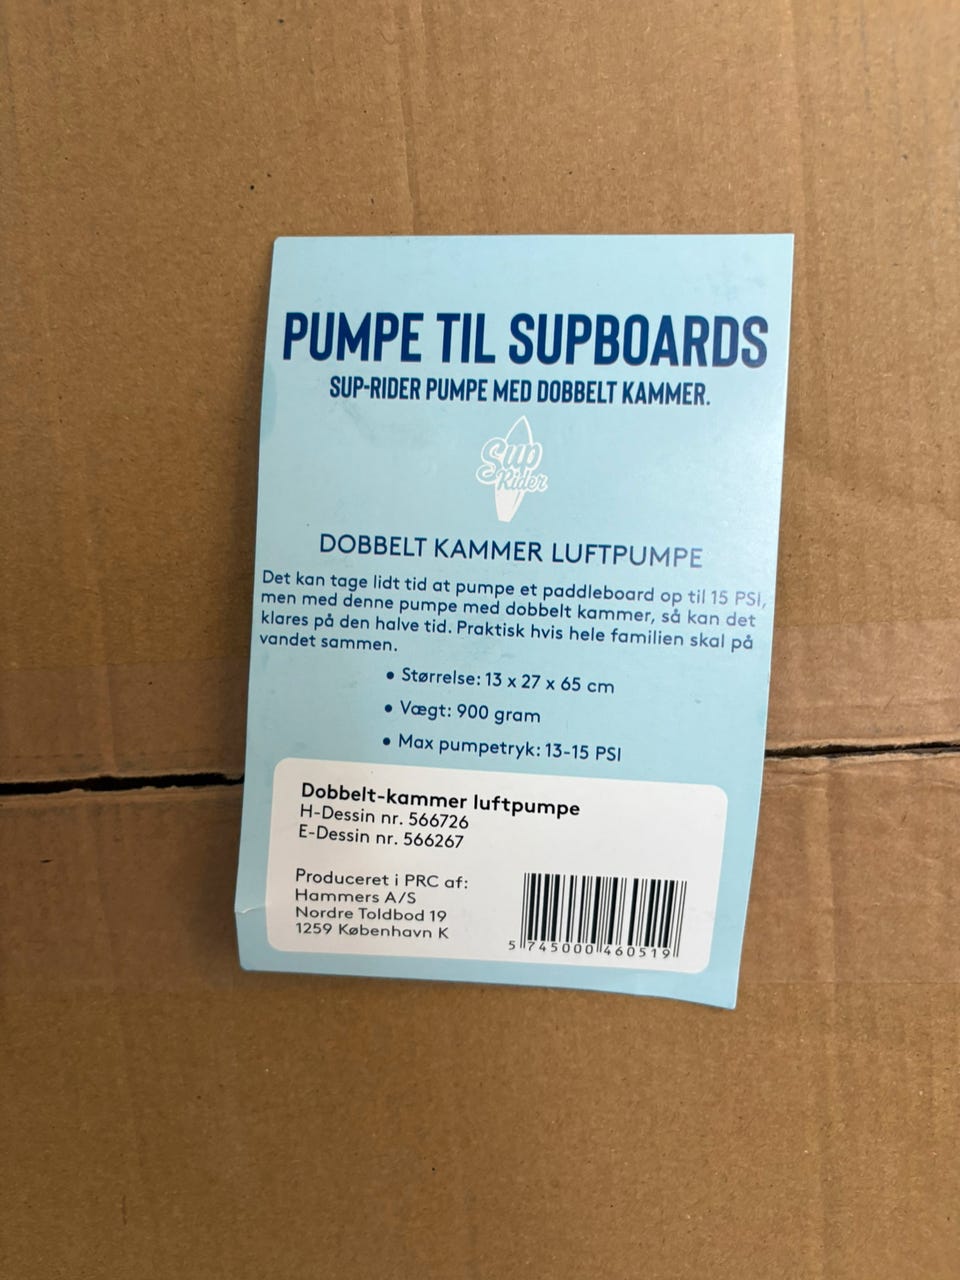 PUMPE TIL SUPBOARDS
SUP-RIDER PUMPE MED DOBBELT KAMMER.
Sup
Rider
DOBBELT KAMMER LUFTPUMPE
Det kan tage lidt tid at pumpe et paddleboard op til 15 PSI,
men med denne pumpe med dobbelt kammer, så kan det
klares på den halve tid. Praktisk hvis hele familien skal på
vandet sammen.
• Størrelse: 13 x 27 x 65 cm
• Vægt: 900 gram
• Max pumpetryk: 13-15 PSI
Dobbelt-kammer luftpumpe
H-Dessin nr. 566726
E-Dessin nr. 566267
Produceret i PRC af:
Hammers A/S
Nordre Toldbod 19
1259 København K
5 745000 460519